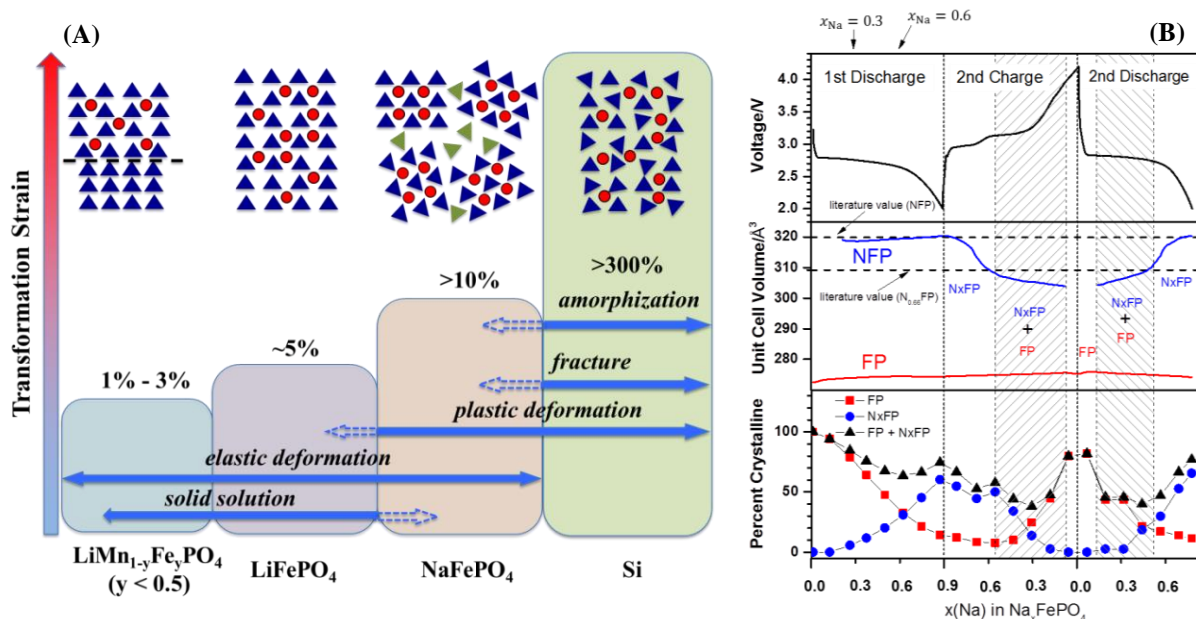 (A)
Transformation Strain
1% - 3%
~5%
>10%
>300%
amorphization
fracture
plastic deformation
elastic deformation
solid solution
LiMn1-yFeyPO4
(y < 0.5)
LiFePO4
NaFePO4
Si
xNa = 0.3
xNa = 0.6
(B)
1st Discharge
2nd Charge
2nd Discharge
Voltage/V
4.0
3.5
3.0
2.5
2.0
literature value (NFP)
Unit Cell Volume/Å³
320
310
300
290
280
NFP
literature value (N0.66FP)
NxFP
NxFP
+
FP
FP
NxFP
+
FP
NxFP
FP
Percent Crystalline
100
50
0
FP
NxFP
FP + NxFP
0.0 0.3 0.6 0.9 0.6 0.3 0.0 0.3 0.6
x(Na) in NaxFePO4